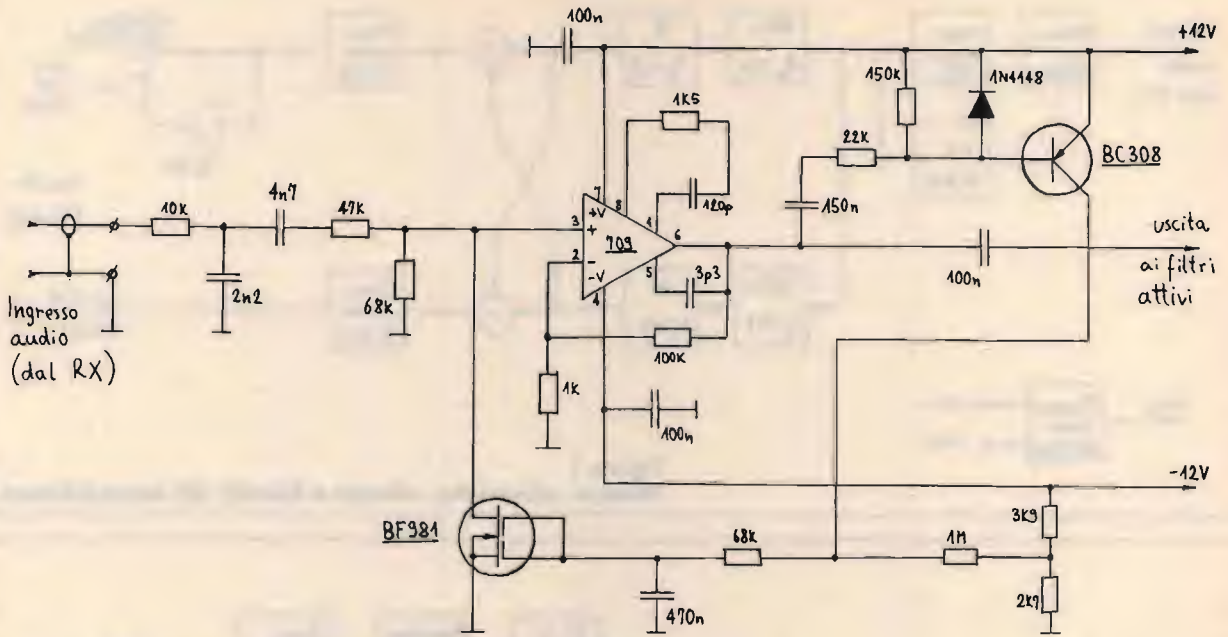 100n
+12V
150k
1N4148
1K5
22k
BC308
4n7
10k
47k
120p
150n
7
8
+V
1
3
+
709
6
uscita
2
-
-V
5
4
3p3
100n
ai filtri
attivi
2n2
68k
Ingresso
audio
(dal RX)
100k
1k
100n
-12V
3K9
BF981
68k
1M
2K7
470n